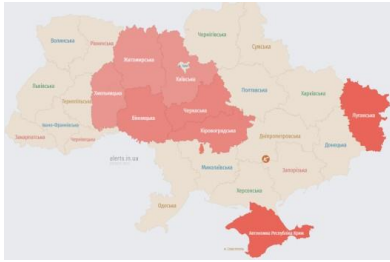 Чернігівська
Волинська
Рівненська
Сумська
Житомирська
Київська
Львівська
Тернопільська
Хмельницька
Полтавська
Харківська
Черкаська
Луганська
Вінницька
Івано-Франківська
Кіровоградська
Закарпатська
Чернівецька
Дніпропетровська
Донецька
alerts.in.ua
Миколаївська
Запорізька
Одеська
Херсонська
Автономна Республіка Крим